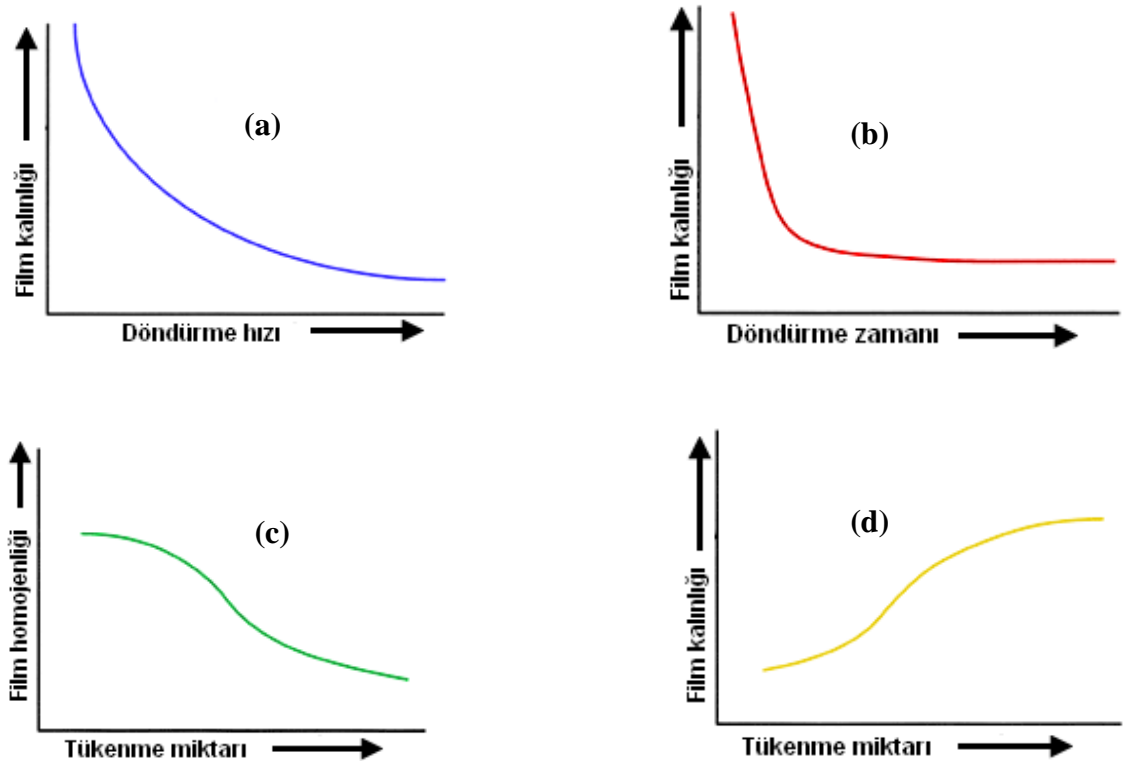 Film kalınlığı
(a)
Döndürme hızı
Film kalınlığı
(b)
Döndürme zamanı
Film homojenliği
(c)
Tükenme miktarı
Film kalınlığı
(d)
Tükenme miktarı